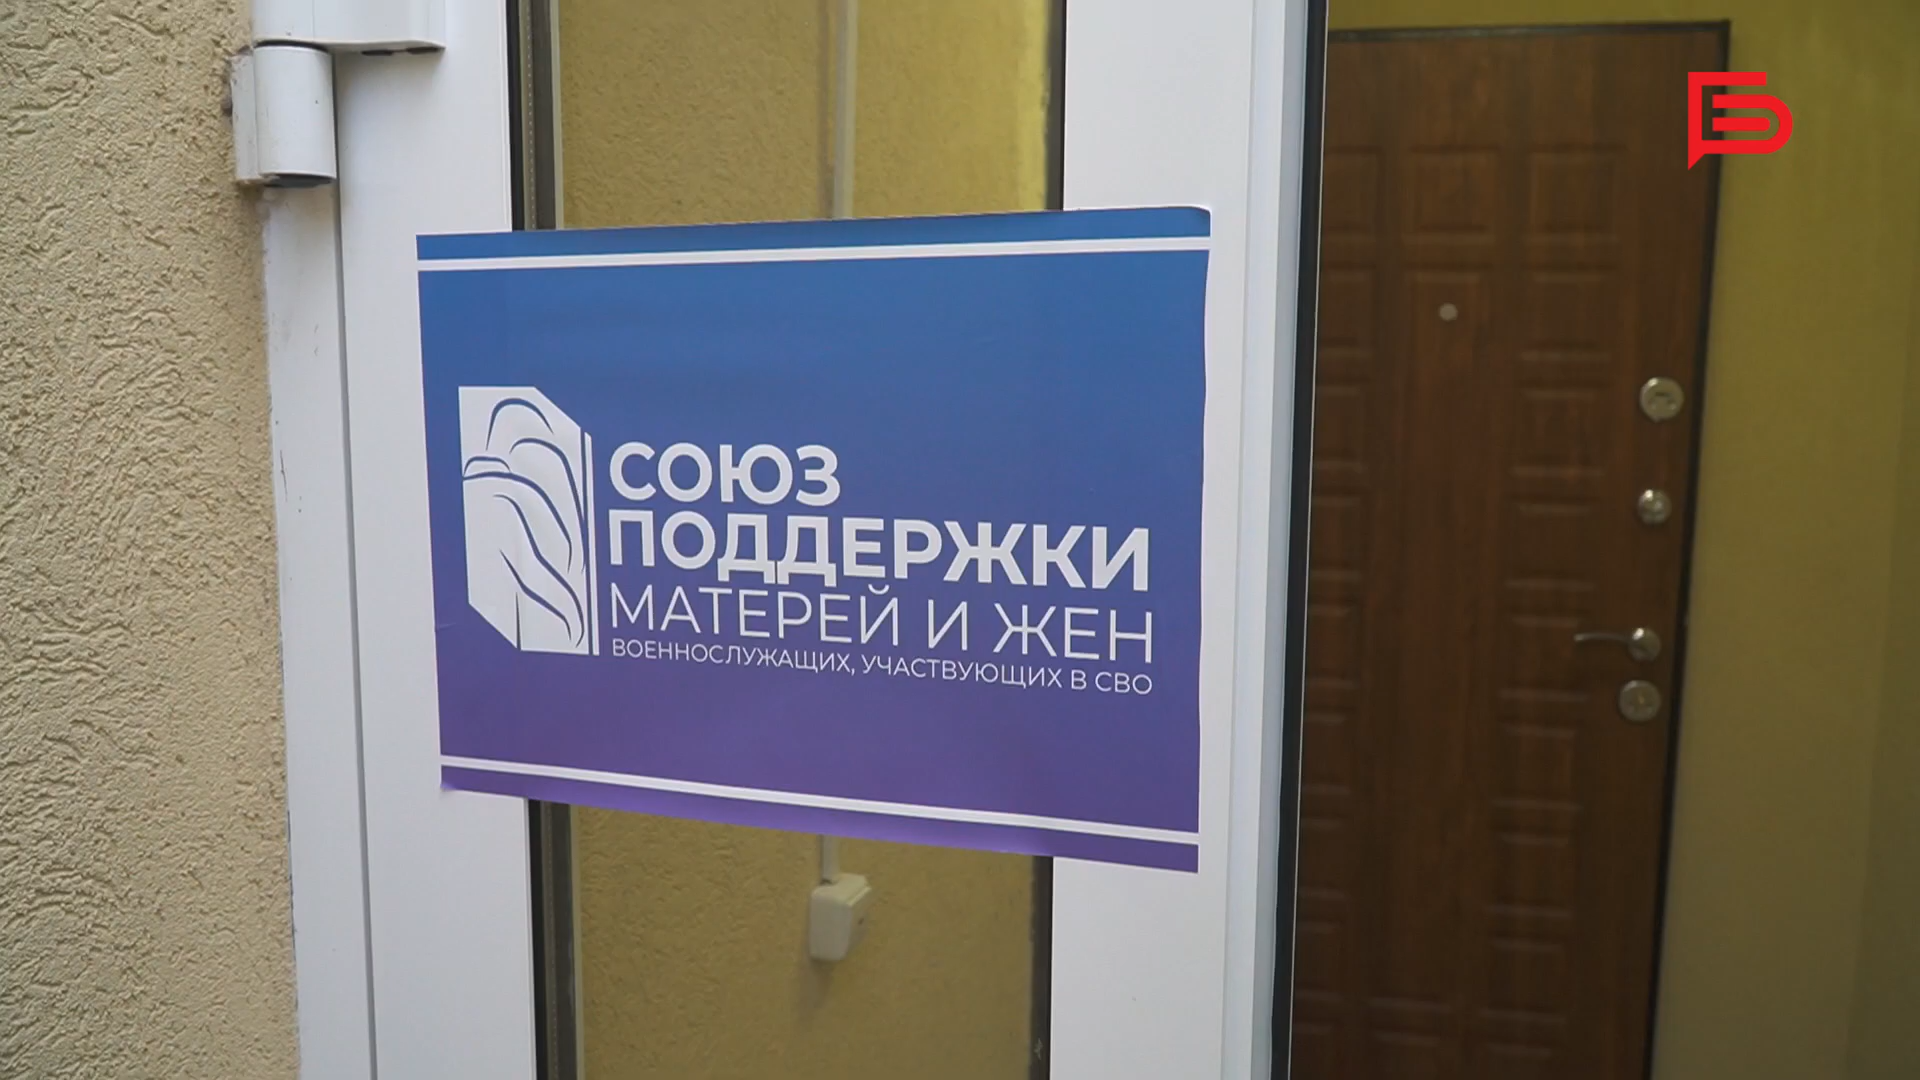 СОЮЗ
ПОДДЕРЖКИ
МАТЕРЕЙ И ЖЕН
ВОЕННОСЛУЖАЩИХ, УЧАСТВУЮЩИХ В СВО